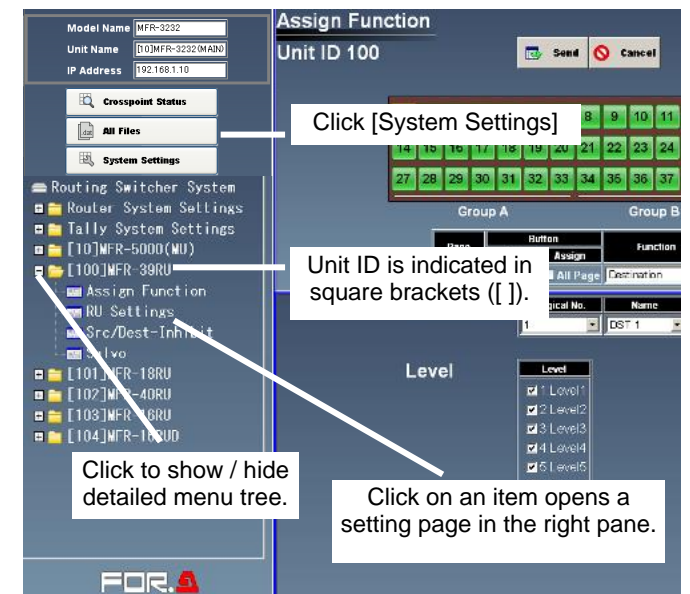 Model Name MFR-3232
Unit Name [10]MFR-3232(MAIN)
IP Address 192.168.1.10
Crosspoint Status
All Files
System Settings
Routing Switcher System
Router System Settings
Tally System Settings
[10]MFR-5000(MU)
[100]MFR-39RU
Assign Function
RU Settings
Src/Dest-Inhibit
Salvo
[101]MFR-18RU
[102]MFR-40RU
[103]MFR-16RU
[104]MFR-16RUD
FOR.A
Assign Function
Unit ID 100
Send Cancel
Click [System Settings]
8 9 10 11
14 15 16 17 18 19 20 21 22 23 24
27 28 29 30 31 32 33 34 35 36 37
Group A Group B
Button Function
Assign
All Page Destination
Unit ID is indicated in
square brackets ([ ]).
No. Name
1 DST 1
Level
Level
1 Level1
2 Level2
3 Level3
4 Level4
5 Level5
Click to show / hide
detailed menu tree.
Click on an item opens a
setting page in the right pane.